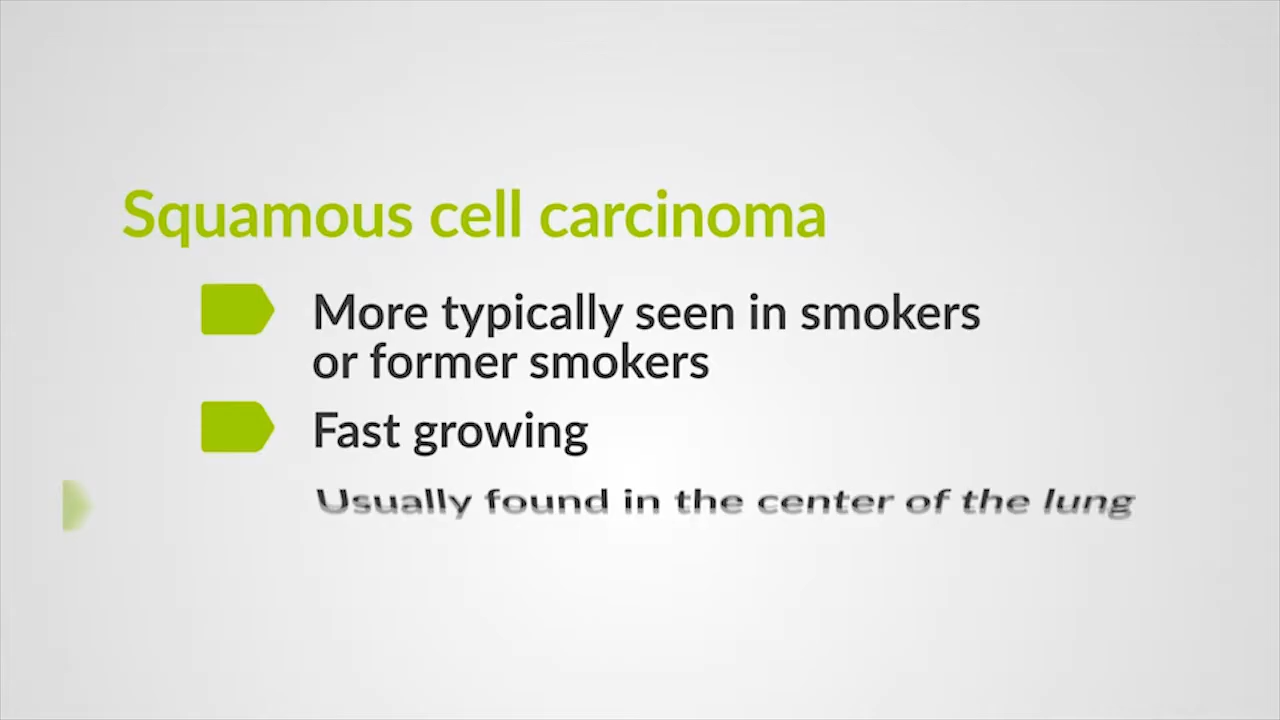 Squamous cell carcinoma
More typically seen in smokers
or former smokers
Fast growing
Usually found in the center of the lung